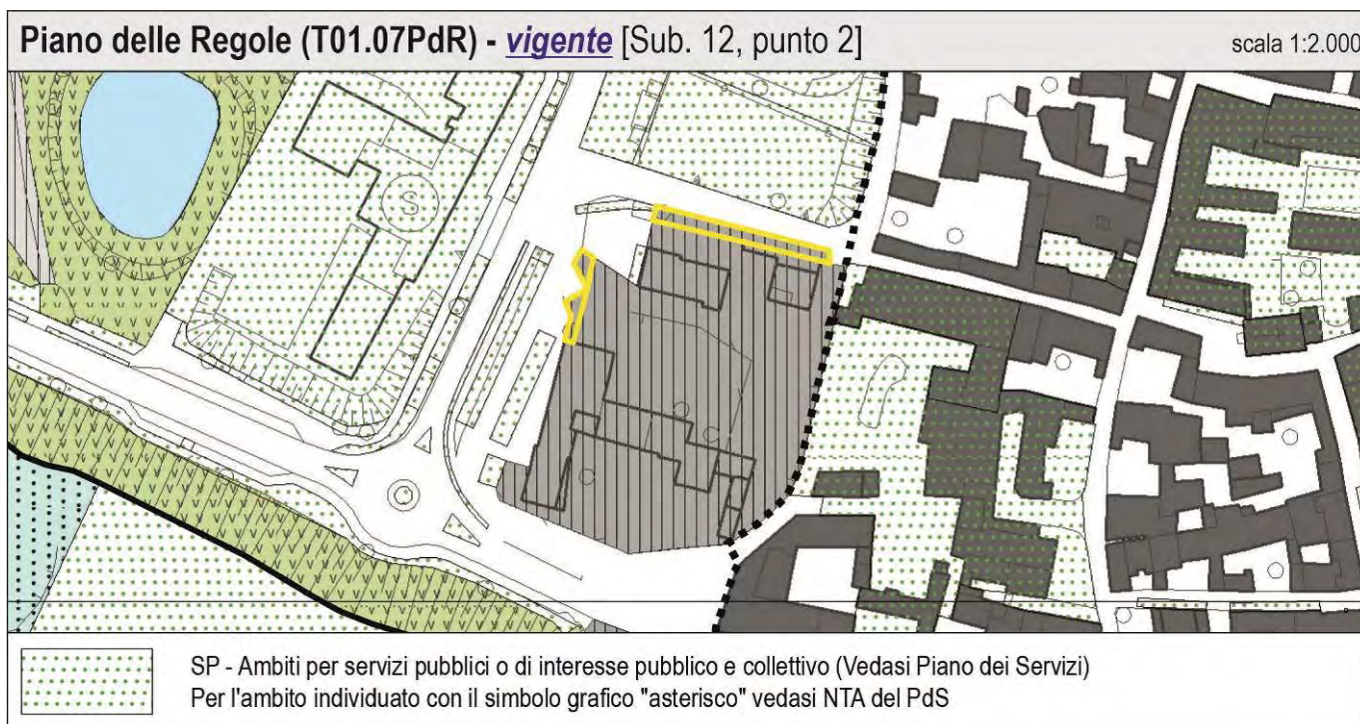 Piano delle Regole (T01.07PdR) - vigente [Sub. 12, punto 2] scala 1:2.000
S
SP - Ambiti per servizi pubblici o di interesse pubblico e collettivo (Vedasi Piano dei Servizi)
Per l'ambito individuato con il simbolo grafico "asterisco" vedasi NTA del PdS